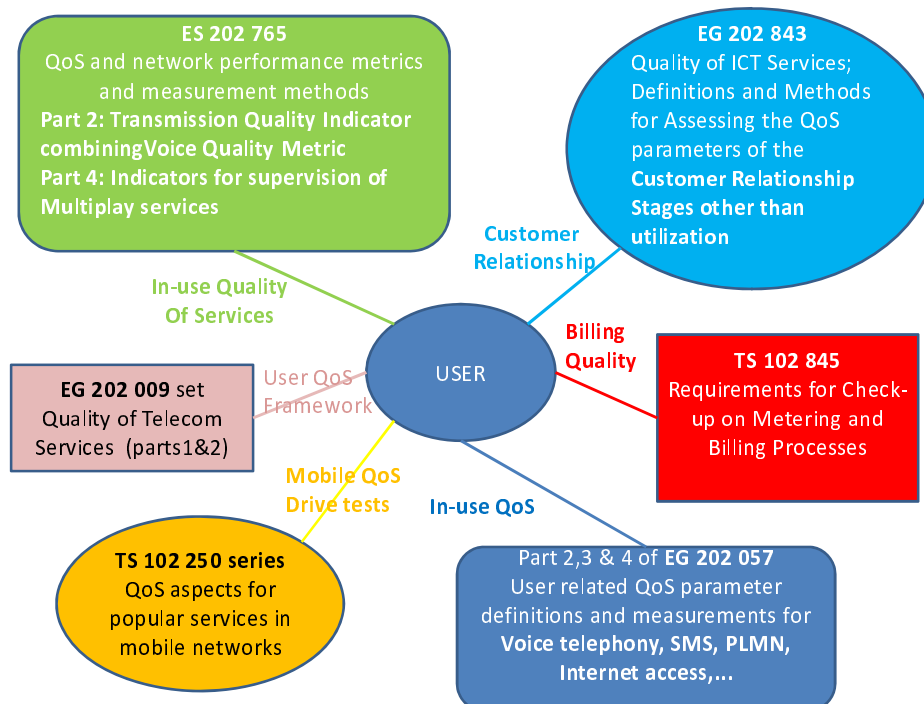 ES 202 765
QoS and network performance metrics
and measurement methods
Part 2: Transmission Quality Indicator
combiningVoice Quality Metric
Part 4: Indicators for supervision of
Multiplay services
EG 202 843
Quality of ICT Services;
Definitions and Methods
for Assessing the QoS
parameters of the
Customer Relationship
Stages other than
utilization
Customer
Relationship
In-use Quality
Of Services
Billing
Quality
USER
TS 102 845
Requirements for Check-
up on Metering and
Billing Processes
EG 202 009 set
Quality of Telecom
Services (parts1&2)
User QoS
Framework
Mobile QoS
Drive tests
In-use QoS
TS 102 250 series
QoS aspects for
popular services in
mobile networks
Part 2,3 & 4 of EG 202 057
User related QoS parameter
definitions and measurements for
Voice telephony, SMS, PLMN,
Internet access,...